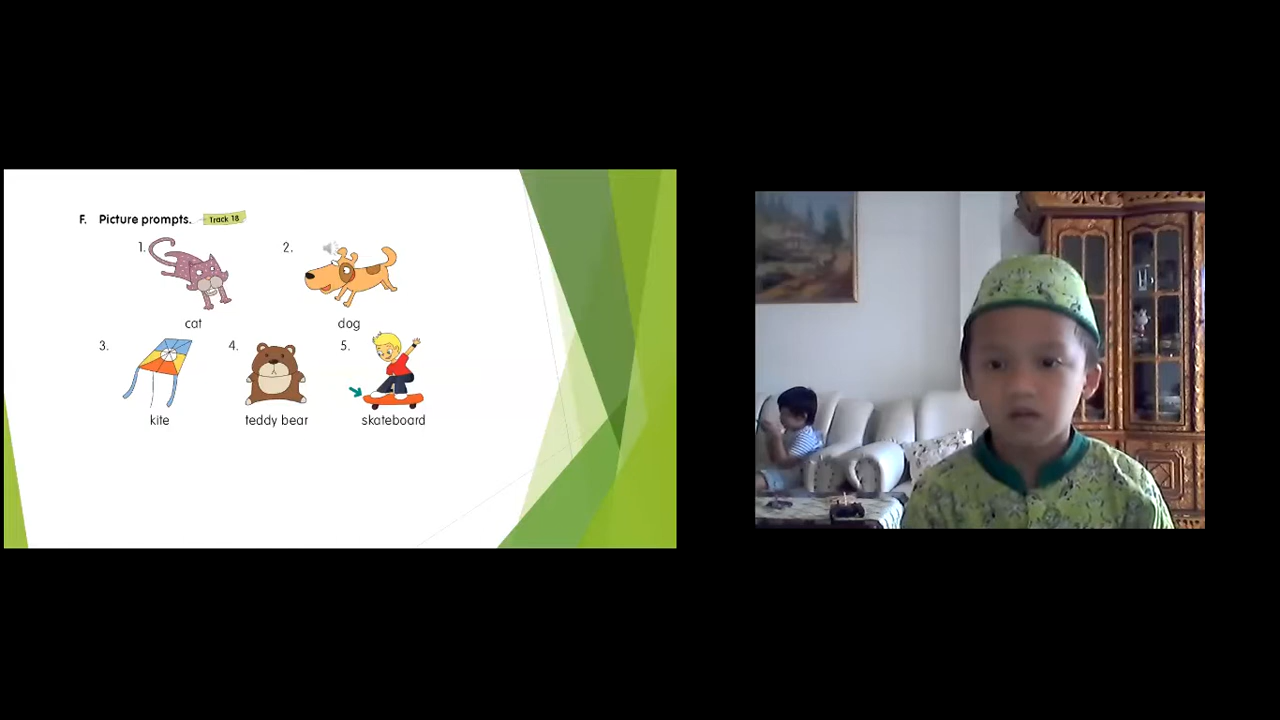 F. Picture prompts. Track 18
1. 2.
cat dog
3. 4. 5.
kite teddy bear skateboard